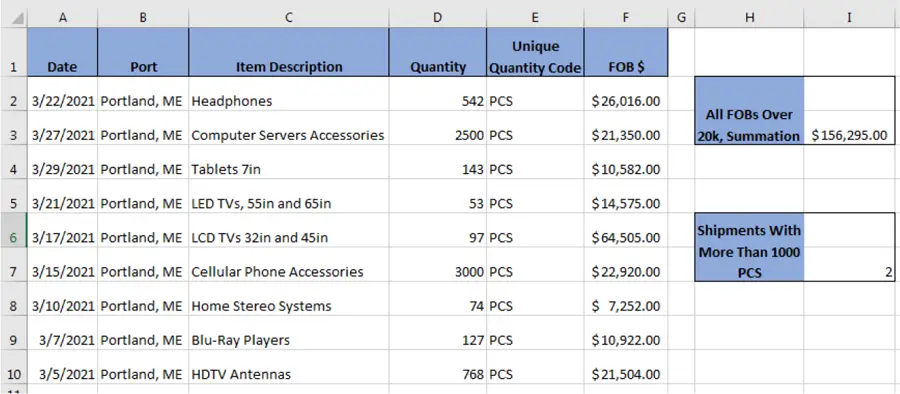 A B C D E F G H I
1 Date Port Item Description Quantity Unique Quantity Code FOB $
2 3/22/2021 Portland, ME Headphones 542 PCS $26,016.00
3 3/27/2021 Portland, ME Computer Servers Accessories 2500 PCS $21,350.00 All FOBs Over 20k, Summation $156,295.00
4 3/29/2021 Portland, ME Tablets 7in 143 PCS $10,582.00
5 3/21/2021 Portland, ME LED TVs, 55in and 65in 53 PCS $14,575.00
6 3/17/2021 Portland, ME LCD TVs 32in and 45in 97 PCS $64,505.00
7 3/15/2021 Portland, ME Cellular Phone Accessories 3000 PCS $22,920.00 Shipments With More Than 1000 PCS 2
8 3/10/2021 Portland, ME Home Stereo Systems 74 PCS $ 7,252.00
9 3/7/2021 Portland, ME Blu-Ray Players 127 PCS $10,922.00
10 3/5/2021 Portland, ME HDTV Antennas 768 PCS $21,504.00